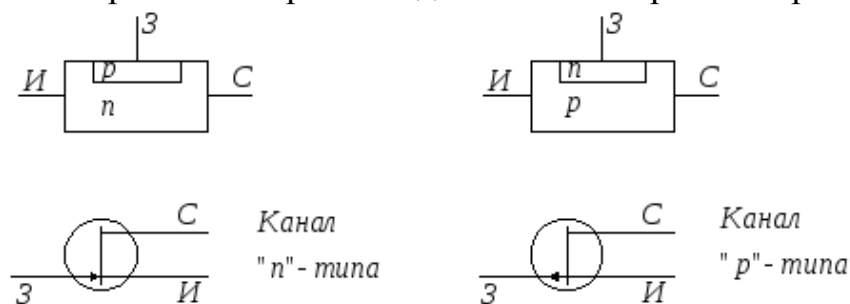 З З
И p С И n С
n p
С Канал С Канал
"n"- типа " p"- типа
З И З И